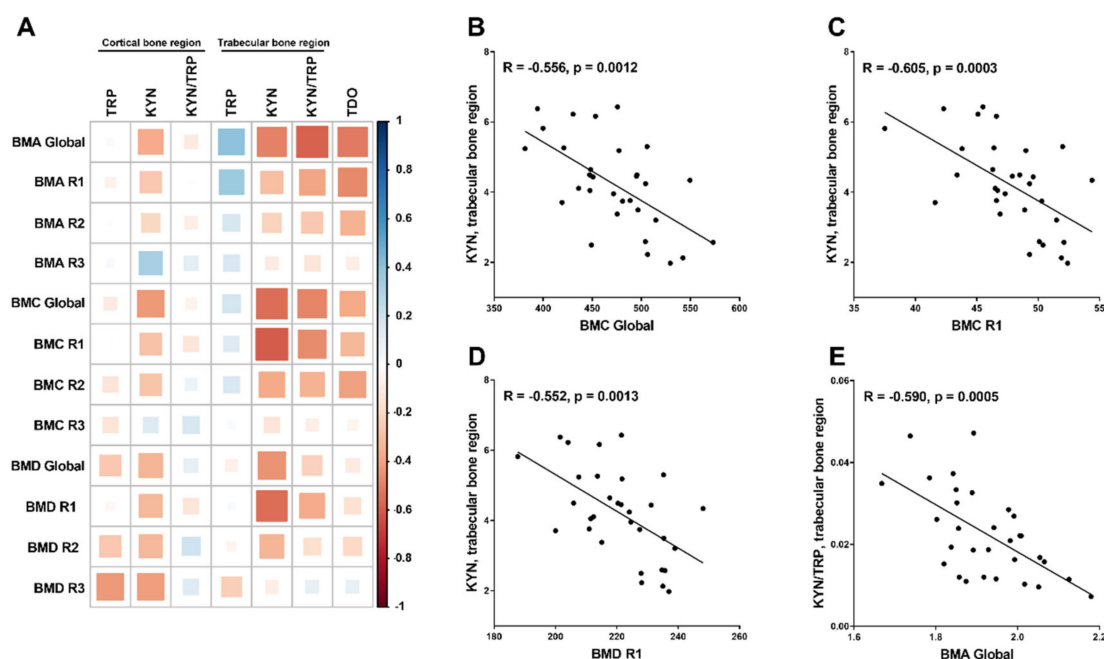 A
Cortical bone region Trabecular bone region
TRP KYN KYN/TRP TRP KYN KYN/TRP TDO
BMA Global
BMA R1
BMA R2
BMA R3
BMC Global
BMC R1
BMC R2
BMC R3
BMD Global
BMD R1
BMD R2
BMD R3
1
0.8
0.6
0.4
0.2
0
-0.2
-0.4
-0.6
-0.8
-1
B
R = -0.556, p = 0.0012
KYN, trabecular bone region
8
6
4
2
350 400 450 500 550 600
BMC Global
C
R = -0.605, p = 0.0003
KYN, trabecular bone region
8
6
4
2
35 40 45 50 55
BMC R1
D
R = -0.552, p = 0.0013
KYN, trabecular bone region
8
6
4
2
180 200 220 240 260
BMD R1
E
R = -0.590, p = 0.0005
KYN/TRP, trabecular bone region
0.06
0.04
0.02
0.00
1.6 1.8 2.0 2.2
BMA Global